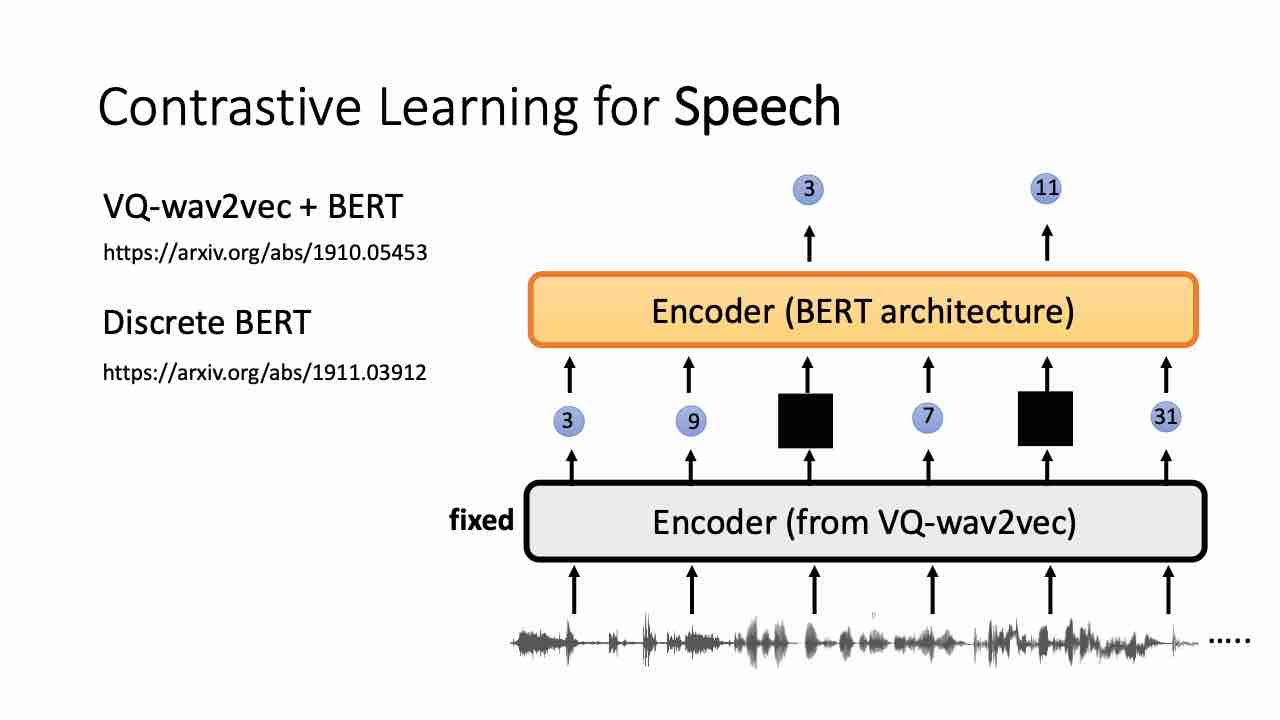 Contrastive Learning for Speech
VQ-wav2vec + BERT
https://arxiv.org/abs/1910.05453
Discrete BERT
https://arxiv.org/abs/1911.03912
3 11
Encoder (BERT architecture)
3 9 7 31
fixed
Encoder (from VQ-wav2vec)
......